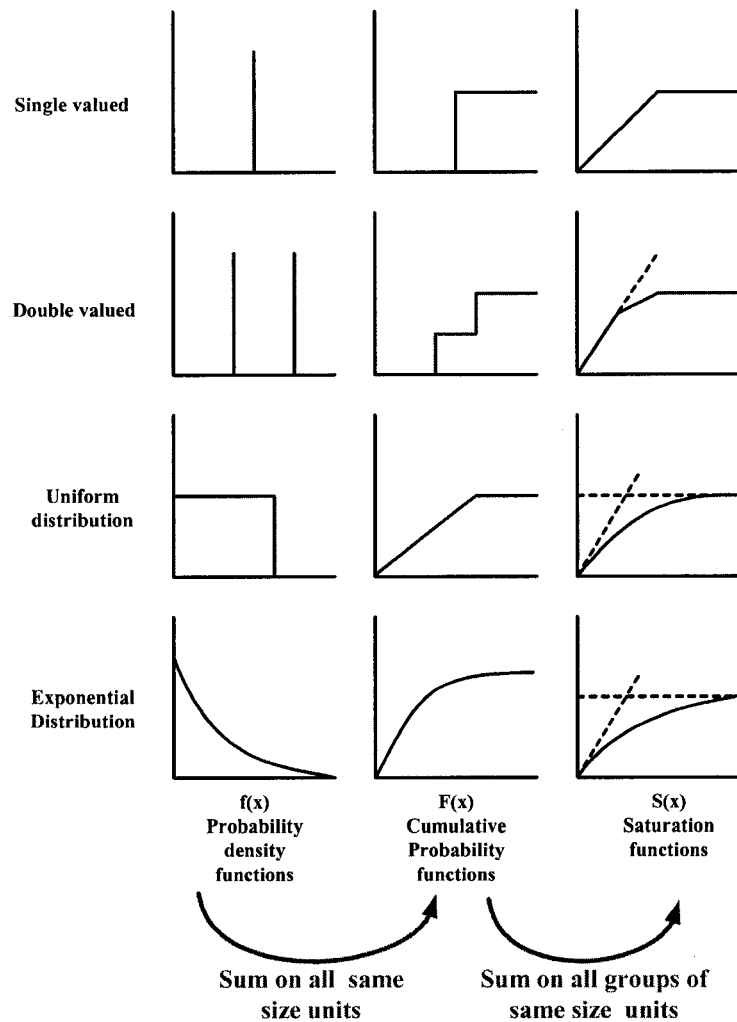 Single valued
Double valued
Uniform
distribution
Exponential
Distribution
f(x)
Probability
density
functions
F(x)
Cumulative
Probability
functions
S(x)
Saturation
functions
Sum on all same
size units
Sum on all groups of
same size units